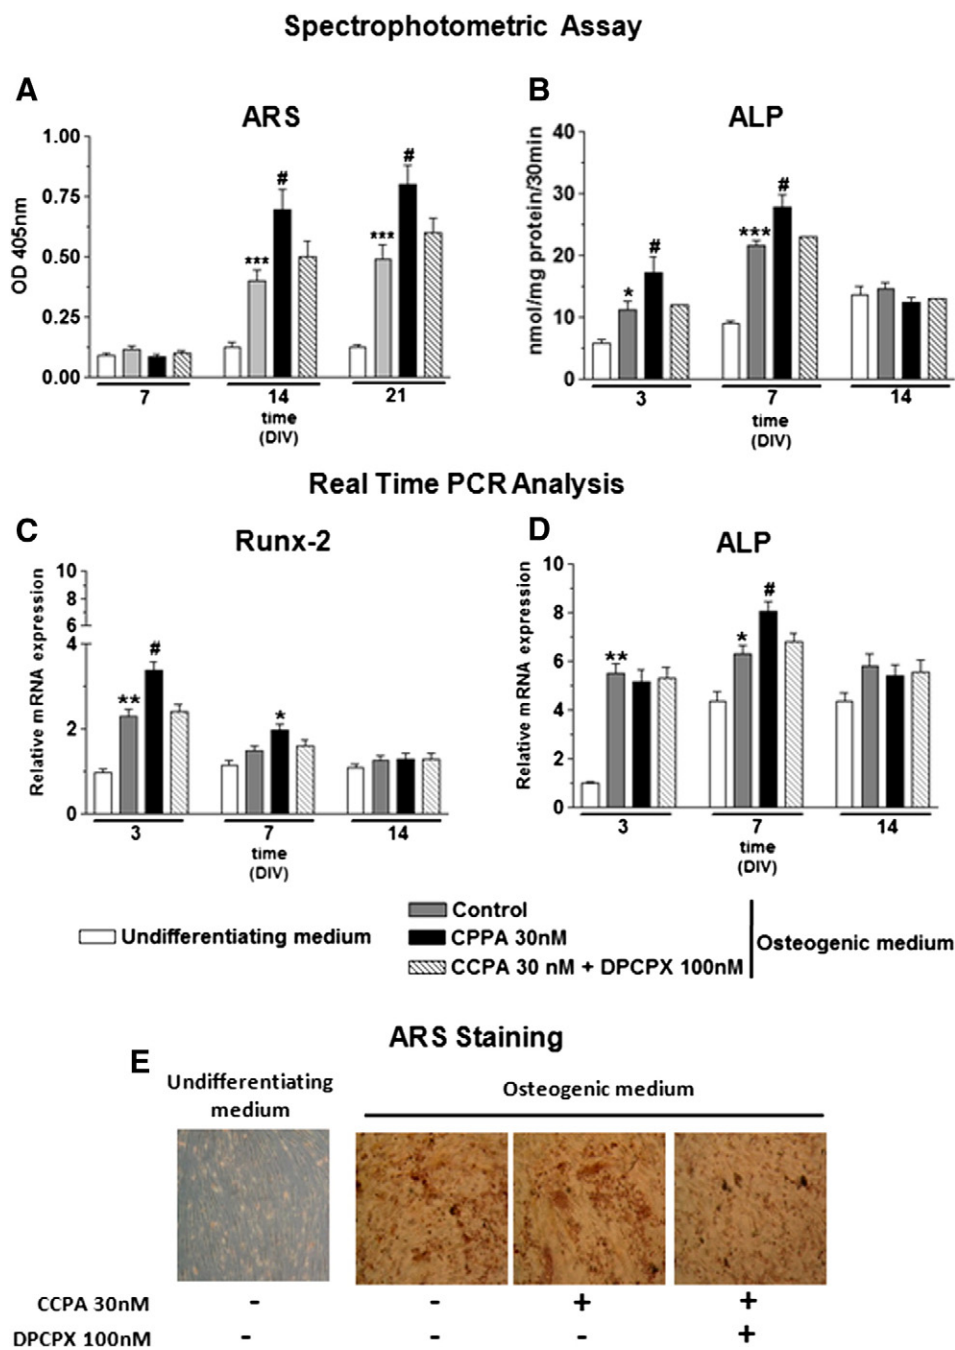 Spectrophotometric Assay
A
ARS
OD 405nm
1.00
0.75
0.50
0.25
0.00
***
#
***
#
7
14
21
time
(DIV)
B
ALP
nmol/mg protein/30min
40
30
20
10
0
*
#
***
#
3
7
14
time
(DIV)
Real Time PCR Analysis
C
Runx-2
Relative mRNA expression
10
8
6
4
2
0
**
#
*
3
7
14
time
(DIV)
D
ALP
Relative mRNA expression
10
8
6
4
2
0
**
*
#
3
7
14
time
(DIV)
Undifferentiating medium
Control
CPPA 30nM
CCPA 30 nM + DPCPX 100nM
Osteogenic medium
ARS Staining
E
Undifferentiating
medium
Osteogenic medium
CCPA 30nM - - + +
DPCPX 100nM - - - +